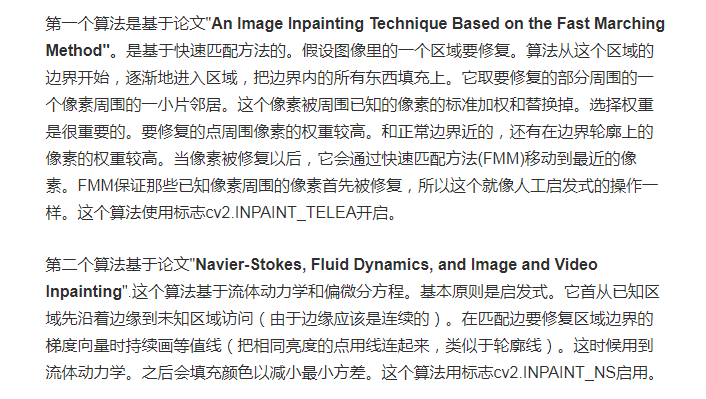 第一个算法是基于论文"An Image Inpainting Technique Based on the Fast Marching
Method"。是基于快速匹配方法的。假设图像里的一个区域要修复。算法从这个区域的
边界开始，逐渐地进入区域，把边界内的所有东西填充上。它取要修复的部分周围的一
个像素周围的一小片邻居。这个像素被周围已知的像素的标准加权和替换掉。选择权重
是很重要的。要修复的点周围像素的权重较高。和正常边界近的，还有在边界轮廓上的
像素的权重较高。当像素被修复以后，它会通过快速匹配方法(FMM)移动到最近的像
素。FMM保证那些已知像素周围的像素首先被修复，所以这个就像人工启发式的操作一
样。这个算法使用标志cv2.INPAINT_TELEA开启。
第二个算法基于论文"Navier-Stokes, Fluid Dynamics, and Image and Video
Inpainting".这个算法基于流体动力学和偏微分方程。基本原则是启发式。它首从已知区
域先沿着边缘到未知区域访问（由于边缘应该是连续的）。在匹配边要修复区域边界的
梯度向量时持续画等值线（把相同亮度的点用线连起来，类似于轮廓线）。这时候用到
流体动力学。之后会填充颜色以减小最小方差。这个算法用标志cv2.INPAINT_NS启用。